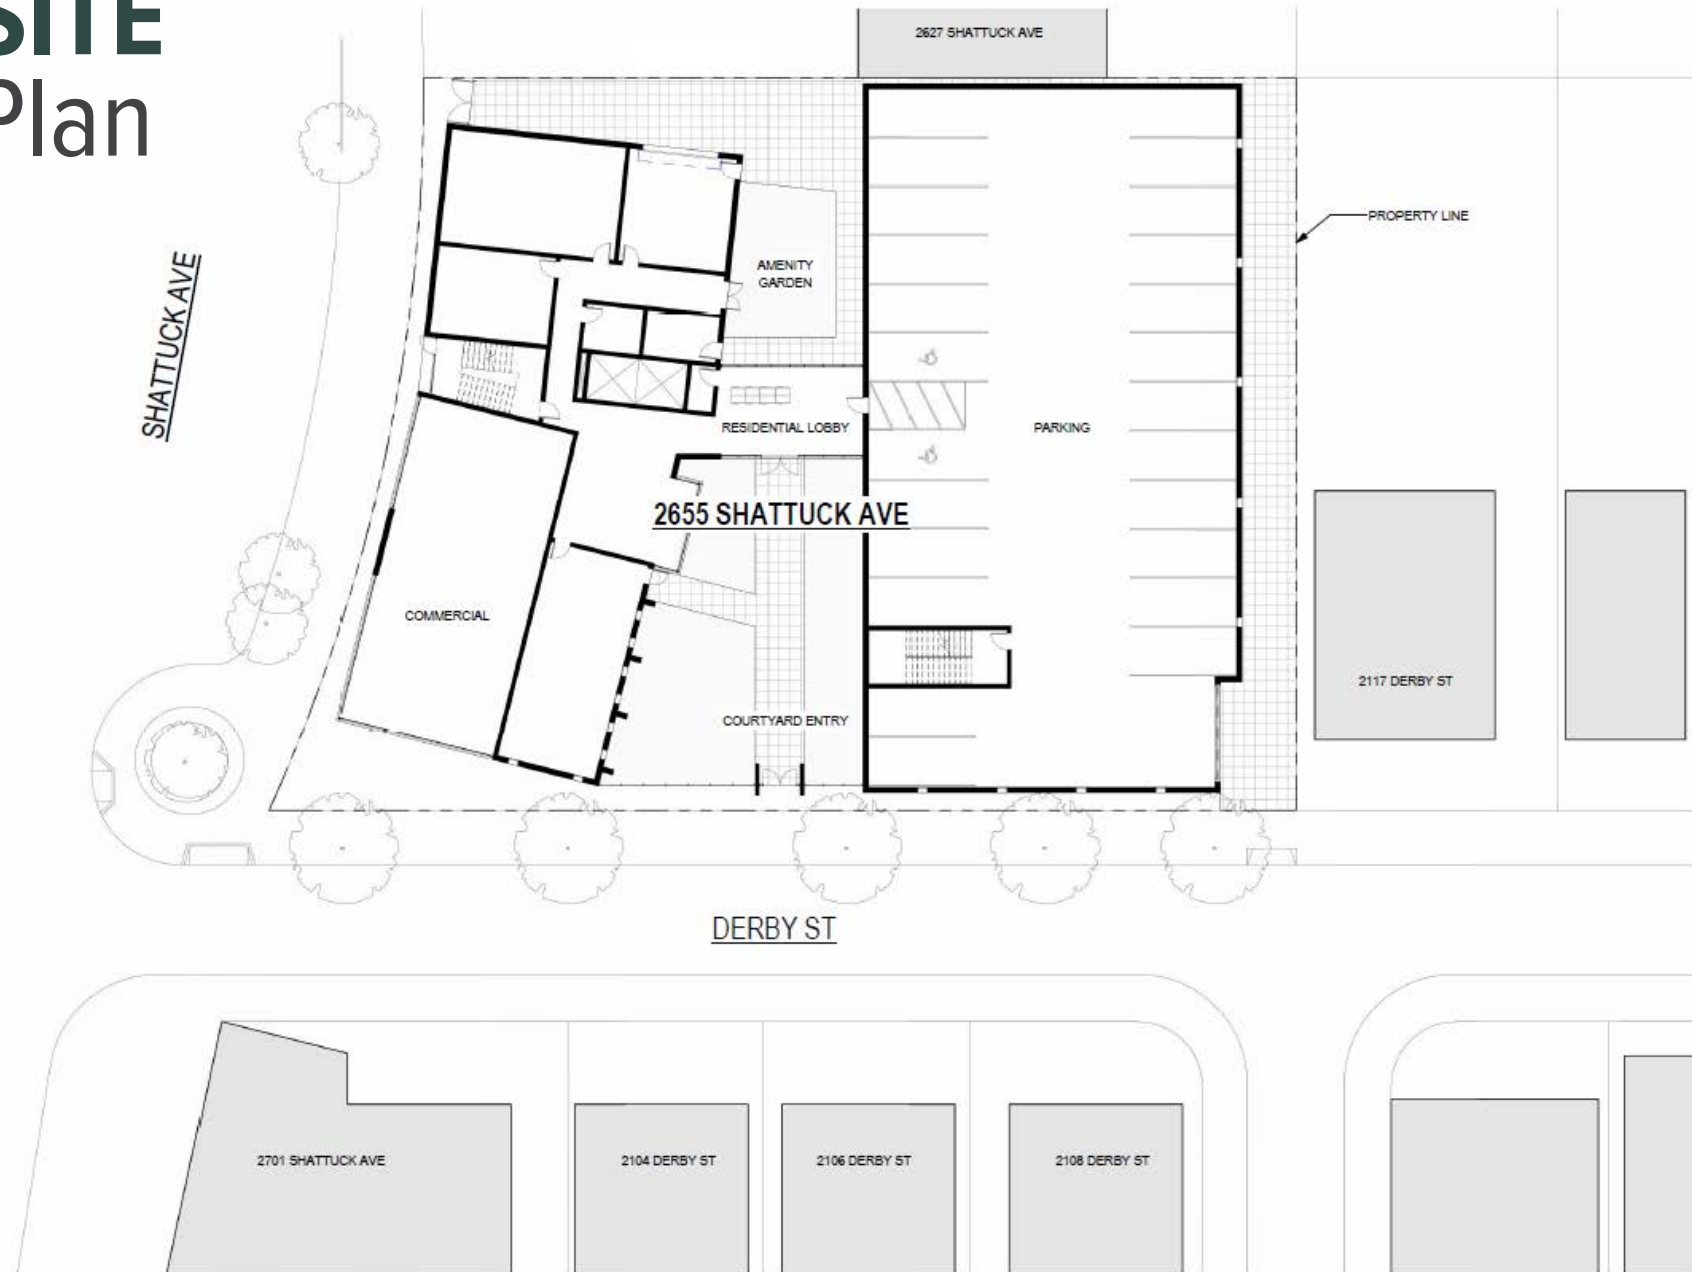 SITE
Plan
2627 SHATTUCK AVE
PROPERTY LINE
SHATTUCK AVE
AMENITY
GARDEN
RESIDENTIAL LOBBY
PARKING
2655 SHATTUCK AVE
COMMERCIAL
2117 DERBY ST
COURTYARD ENTRY
DERBY ST
2701 SHATTUCK AVE
2104 DERBY ST
2106 DERBY ST
2108 DERBY ST